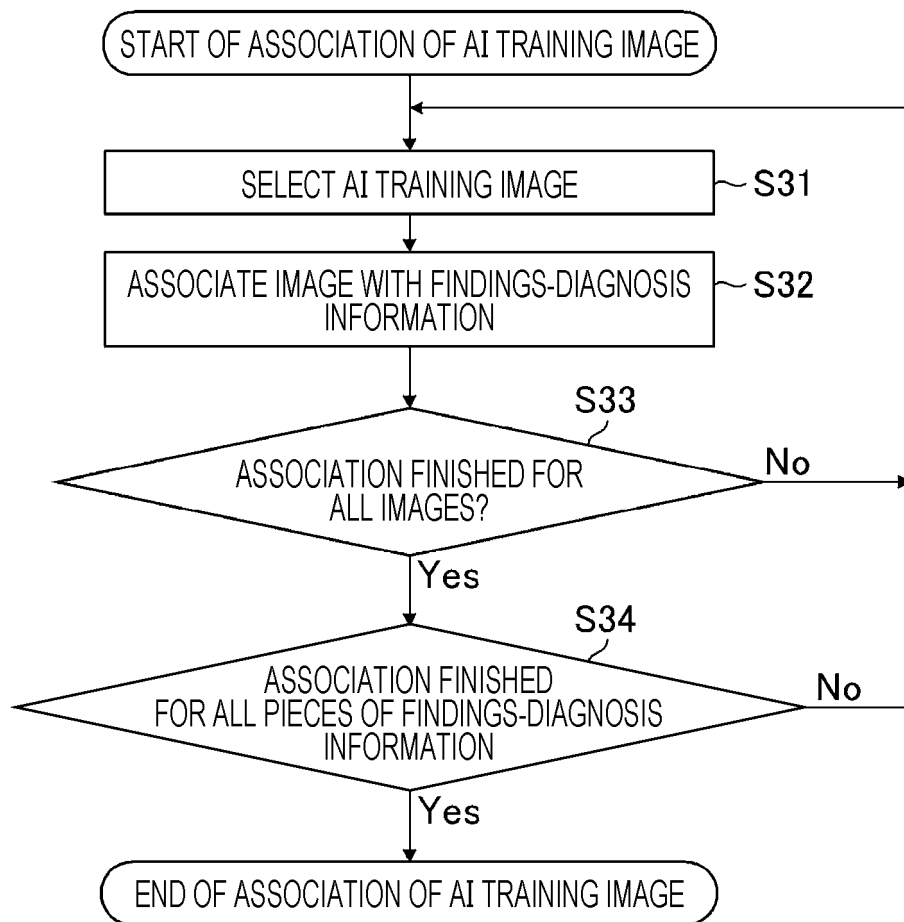 START OF ASSOCIATION OF AI TRAINING IMAGE
SELECT AI TRAINING IMAGE
S31
ASSOCIATE IMAGE WITH FINDINGS-DIAGNOSIS
INFORMATION
S32
S33
ASSOCIATION FINISHED FOR
ALL IMAGES?
No
Yes
S34
ASSOCIATION FINISHED
FOR ALL PIECES OF FINDINGS-DIAGNOSIS
INFORMATION
No
Yes
END OF ASSOCIATION OF AI TRAINING IMAGE